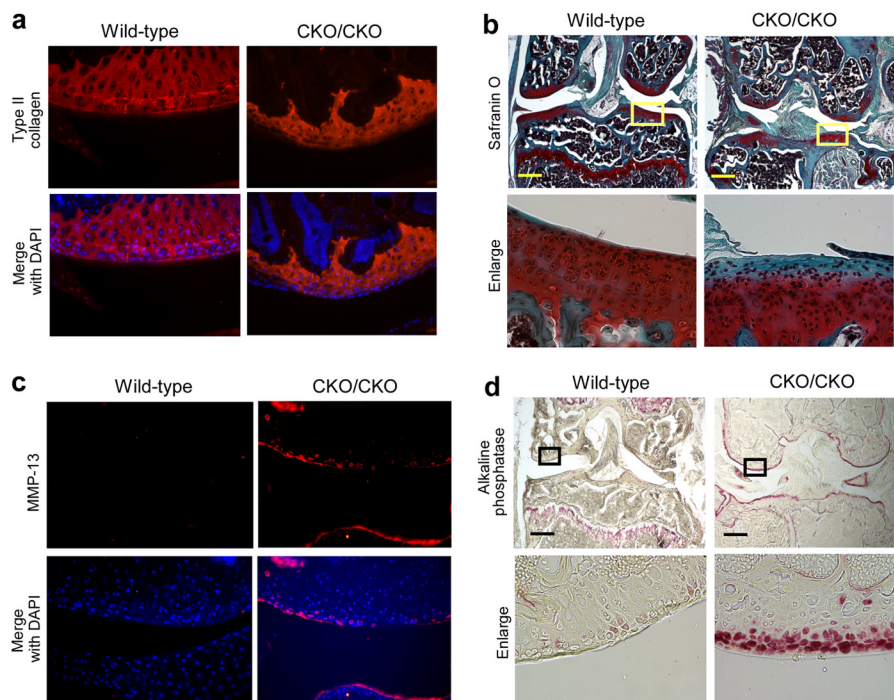 a
Wild-type
CKO/CKO
Type II
collagen
Merge
with DAPI
b
Wild-type
CKO/CKO
Safranin O
Enlarge
c
Wild-type
CKO/CKO
MMP-13
Merge
with DAPI
d
Wild-type
CKO/CKO
Alkaline
phosphatase
Enlarge